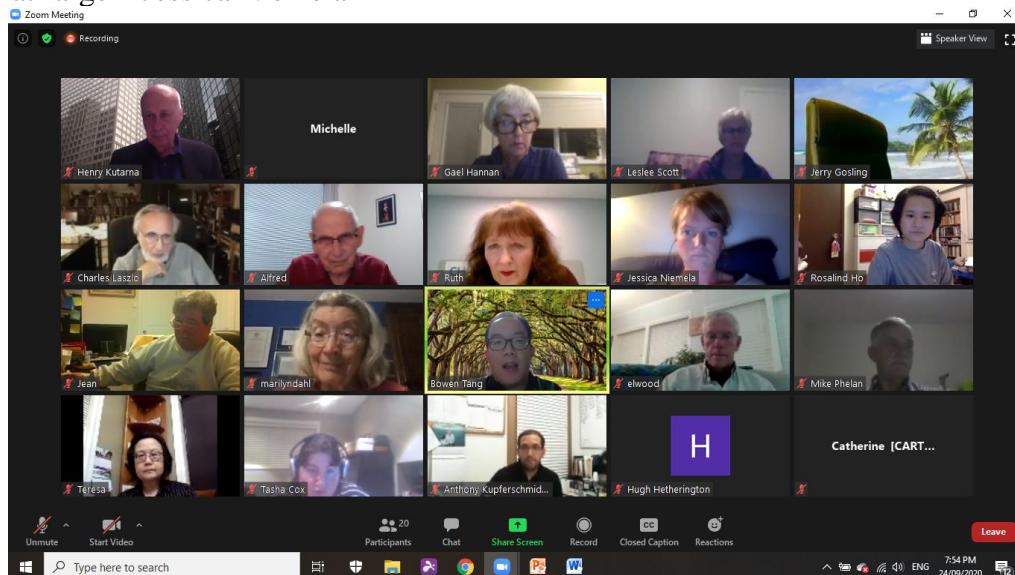 Zoom Meeting
Recording
Speaker View
Henry Kutarna
Michelle
Gael Hannan
Leslee Scott
Jerry Gosling
Charles Laszlo
Alfred
Ruth
Jessica Niemela
Rosalind Ho
Jean
marilyndahl
Bowen Tang
elwood
Mike Phelan
Teresa
Tasha Cox
Anthony Kupferschmid...
H
Hugh Hetherington
Catherine [CART...
Unmute
Start Video
20
Participants
Chat
Share Screen
Record
CC
Closed Caption
Reactions
Leave
Type here to search
ENG
7:54 PM
24/09/2020
12